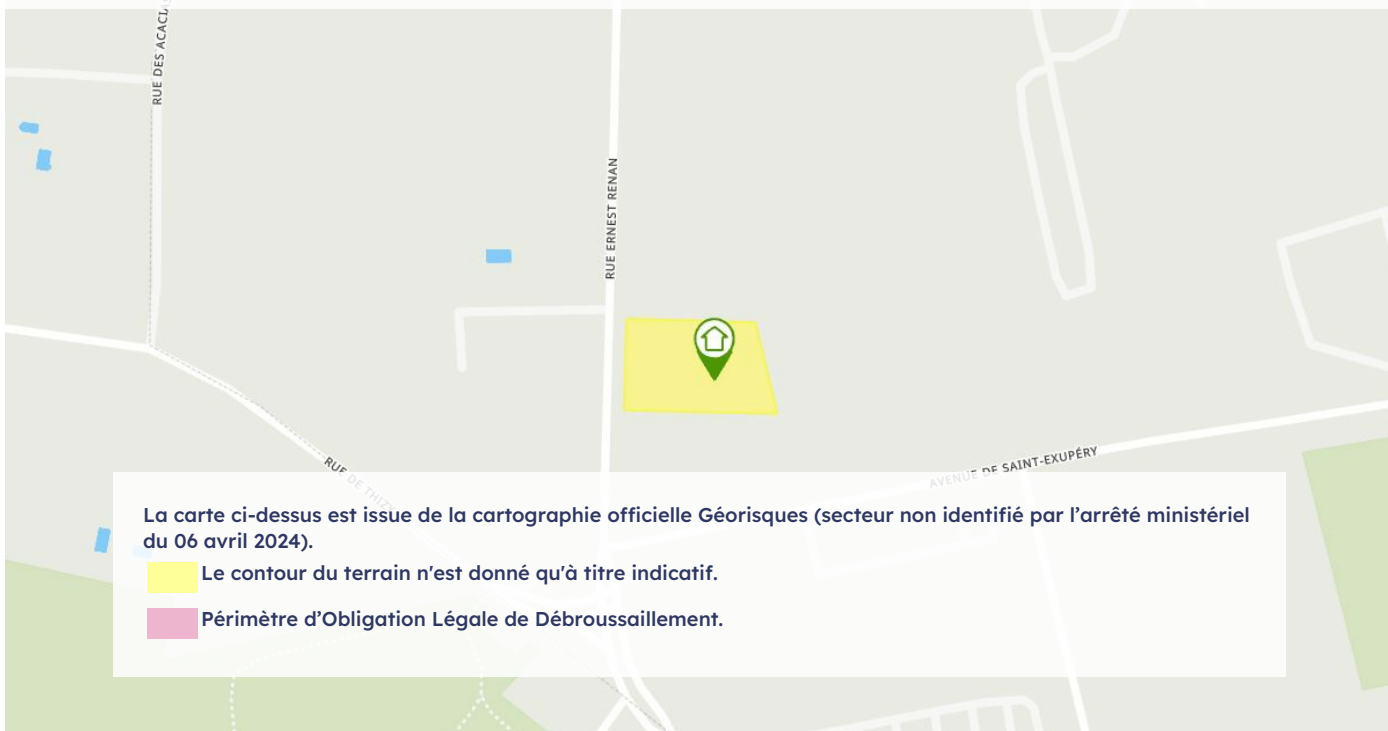 RUE DES ACACI
RUE ERNEST RENAN
RUE DE THIZY
AVENUE DE SAINT-EXUPÉRY
La carte ci-dessus est issue de la cartographie officielle Géorisques (secteur non identifié par l’arrêté ministériel
du 06 avril 2024).
Le contour du terrain n'est donné qu'à titre indicatif.
Périmètre d’Obligation Légale de Débroussaillement.